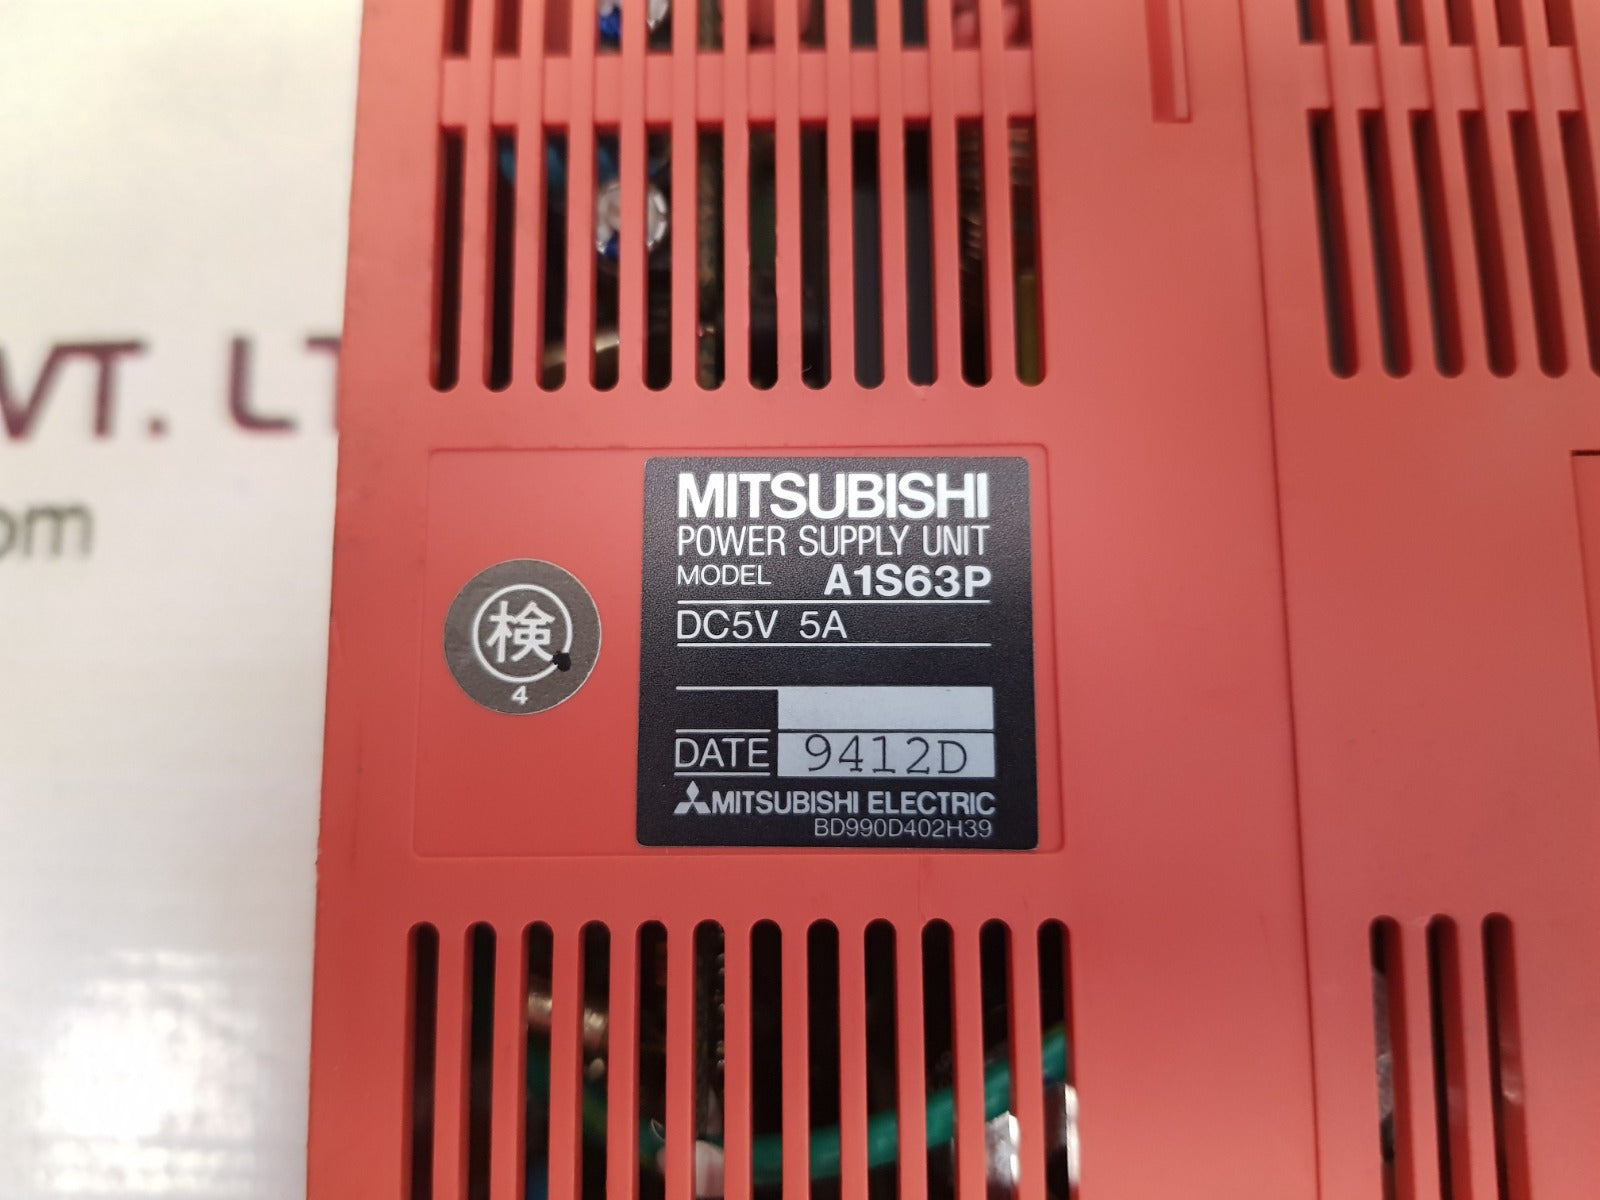 VT. LT
om
MITSUBISHI
POWER SUPPLY UNIT
MODEL A1S63P
DC5V 5A
検
4
DATE 9412D
MITSUBISHI ELECTRIC
BD990D402H39